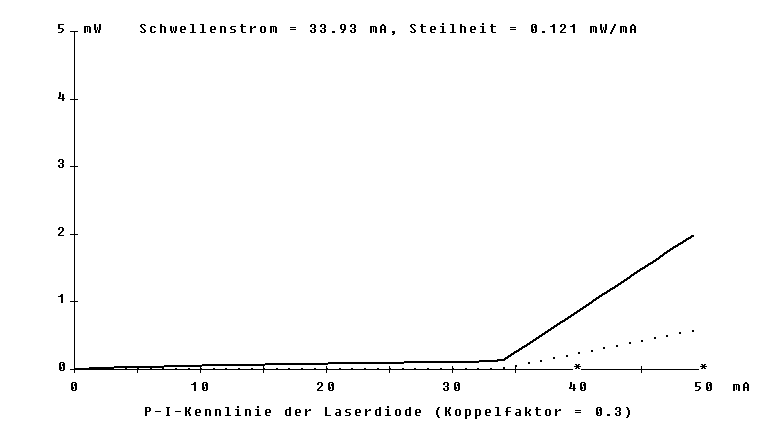 5 mW Schwellenstrom = 33.93 mA, Steilheit = 0.121 mW/mA
4
3
2
1
0
0 10 20 30 40 50 mA
P-I-Kennlinie der Laserdiode (Koppelfaktor = 0.3)